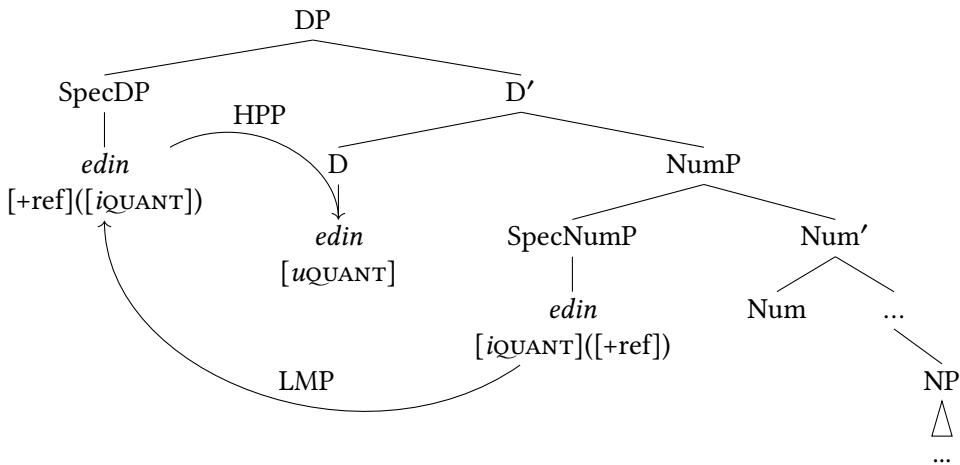 DP
SpecDP
D′
HPP
edin
D
NumP
[+ref]([iQUANT])
edin
SpecNumP
Num′
[uQUANT]
edin
Num
...
[iQUANT]([+ref])
LMP
NP
...